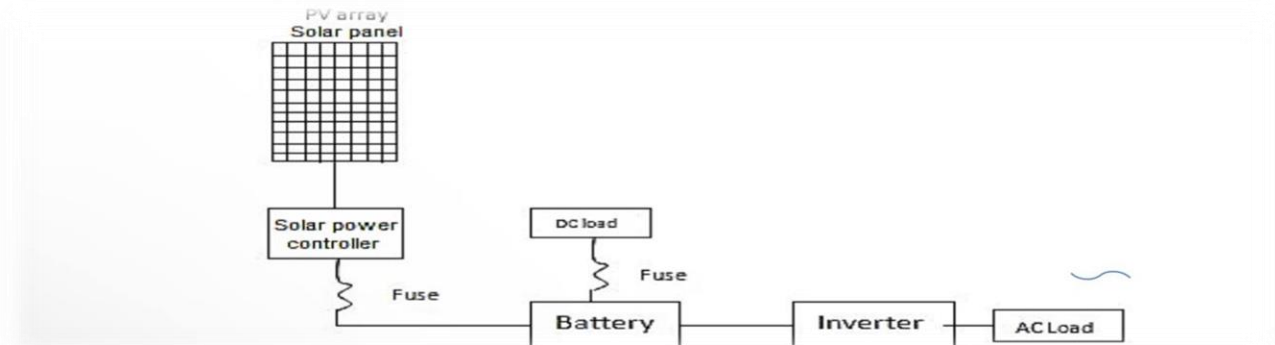 PV array
Solar panel
Solar power
controller
DC load
Fuse
Fuse
Battery
Inverter
AC Load